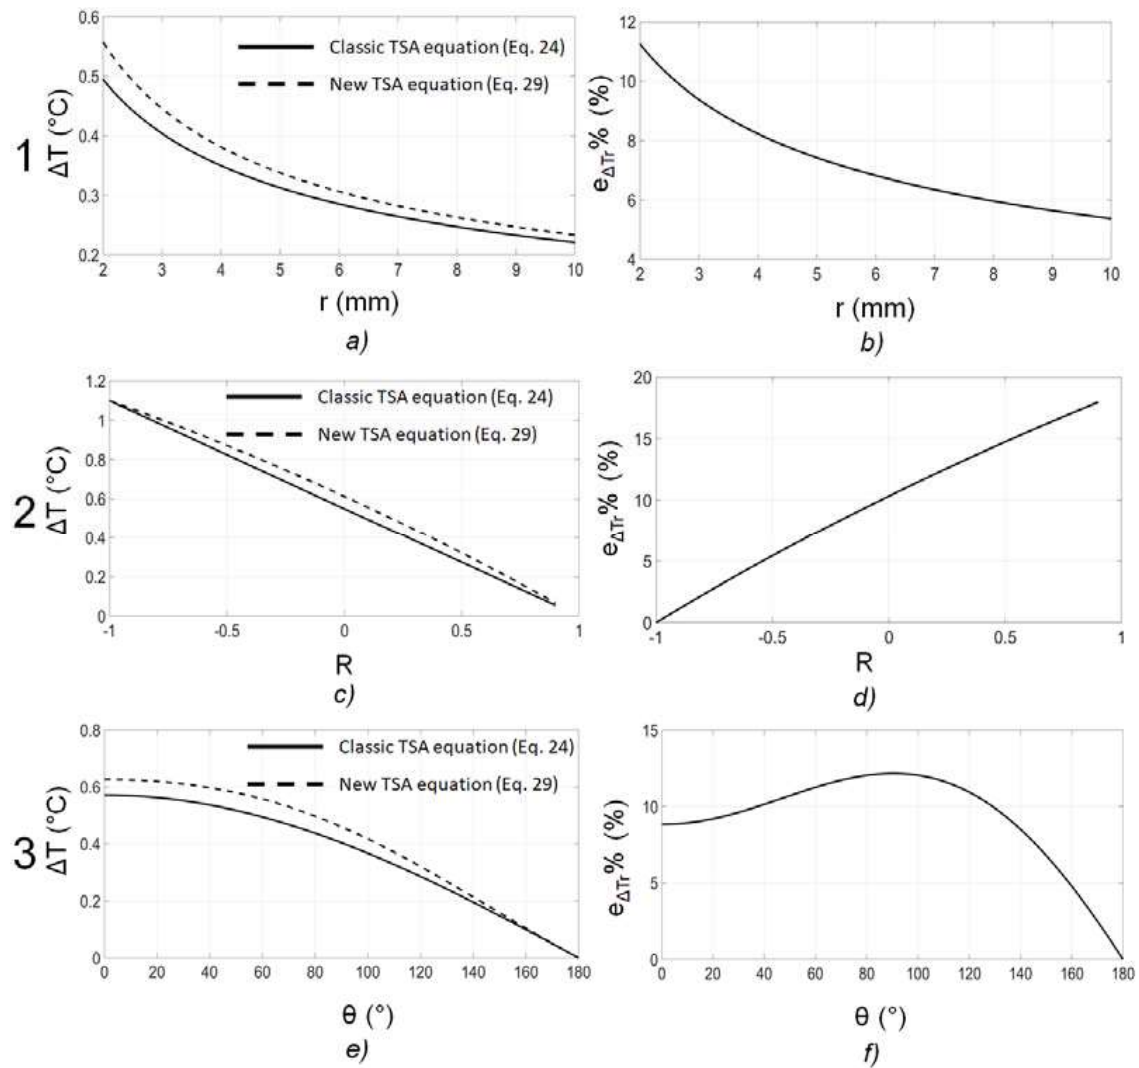 1
ΔT (°C)
0.6
0.5
0.4
0.3
0.2
Classic TSA equation (Eq. 24)
New TSA equation (Eq. 29)
2 3 4 5 6 7 8 9 10
r (mm)
a)
eΔTr% (%)
12
10
8
6
4
2 3 4 5 6 7 8 9 10
r (mm)
b)
2
ΔT (°C)
1.2
1
0.8
0.6
0.4
0.2
0
Classic TSA equation (Eq. 24)
New TSA equation (Eq. 29)
-1 -0.5 0 0.5 1
R
c)
eΔTr% (%)
20
15
10
5
0
-1 -0.5 0 0.5 1
R
d)
3
ΔT (°C)
0.8
0.6
0.4
0.2
0
Classic TSA equation (Eq. 24)
New TSA equation (Eq. 29)
0 20 40 60 80 100 120 140 160 180
θ (°)
e)
eΔTr% (%)
15
10
5
0
0 20 40 60 80 100 120 140 160 180
θ (°)
f)